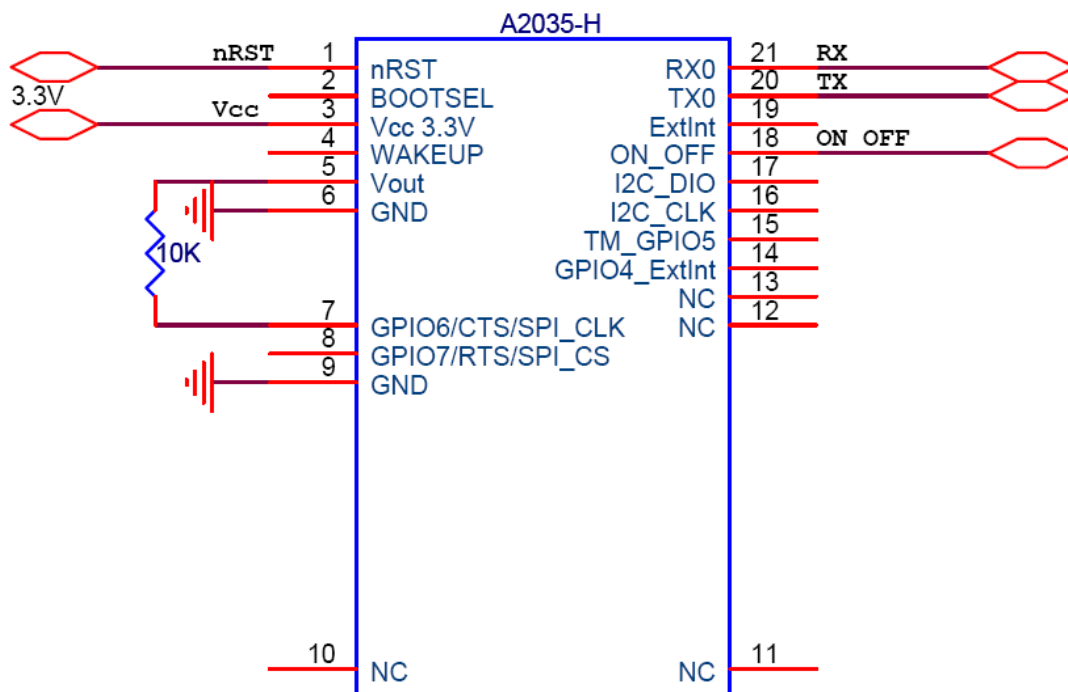 A2035-H
nRST 1 nRST
2 BOOTSEL
3.3V
Vcc 3 Vcc 3.3V
4 WAKEUP
5 Vout
6 GND
10K
7 GPIO6/CTS/SPI_CLK
8 GPIO7/RTS/SPI_CS
9 GND
10 NC
RX0 21 RX
TX0 20 TX
ExtInt 19
ON_OFF 18 ON OFF
I2C_DIO 17
I2C_CLK 16
TM_GPIO5 15
GPIO4_ExtInt 14
NC 13
NC 12
NC 11